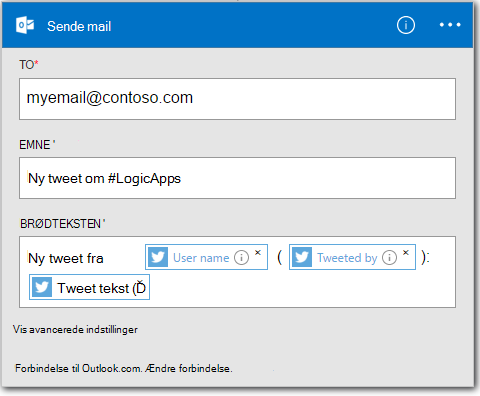 Sende mail
TO*
myemail@contoso.com
EMNE *
Ny tweet om #LogicApps
BRØDTEKSTEN*
Ny tweet fra User name ( Tweeted by ):
Tweet tekst (Ď
Vis avancerede indstillinger
Forbindelse til Outlook.com. Ændre forbindelse.